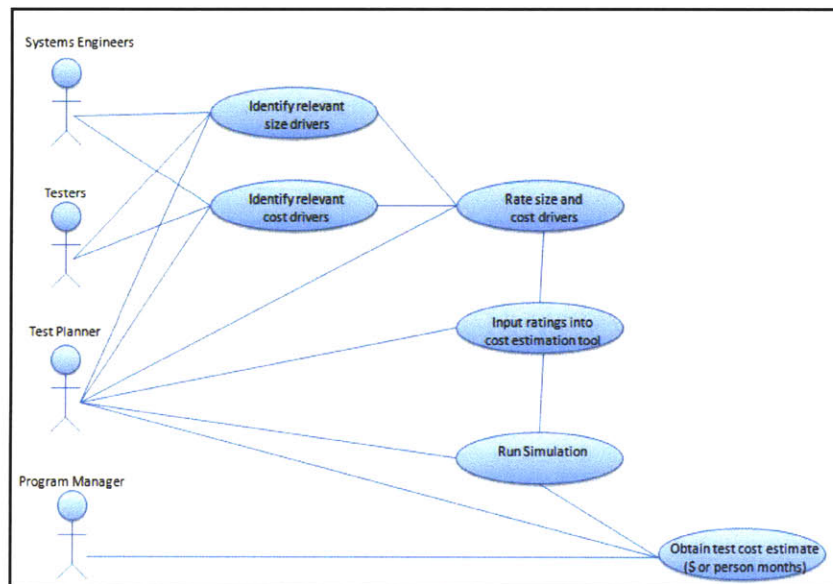 Systems Engineers
Identify relevant
size drivers
Testers
Identify relevant
cost drivers
Rate size and
cost drivers
Test Planner
Input ratings into
cost estimation tool
Run Simulation
Program Manager
Obtain test cost estimate
($ or person months)